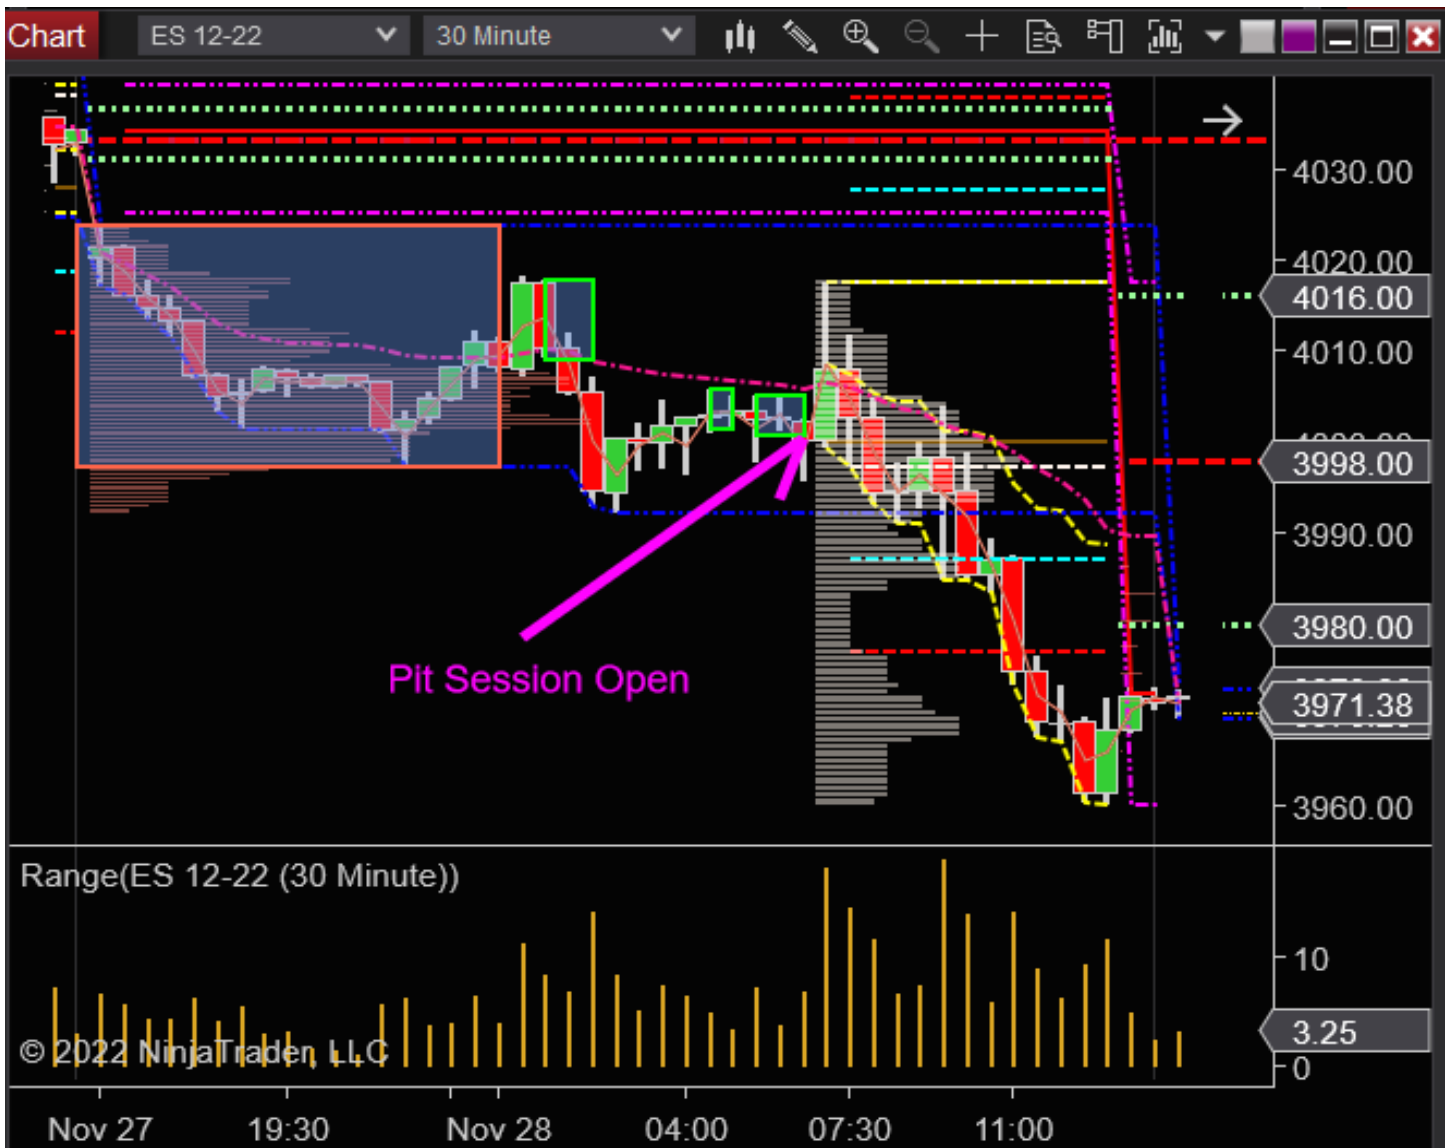 Chart ES 12-22 30 Minute
4030.00
4020.00
4016.00
4010.00
3998.00
3990.00
3980.00
Pit Session Open
3971.38
3960.00
Range(ES 12-22 (30 Minute))
10
3.25
© 2022 NinjaTrader, LLC
0
Nov 27 19:30 Nov 28 04:00 07:30 11:00